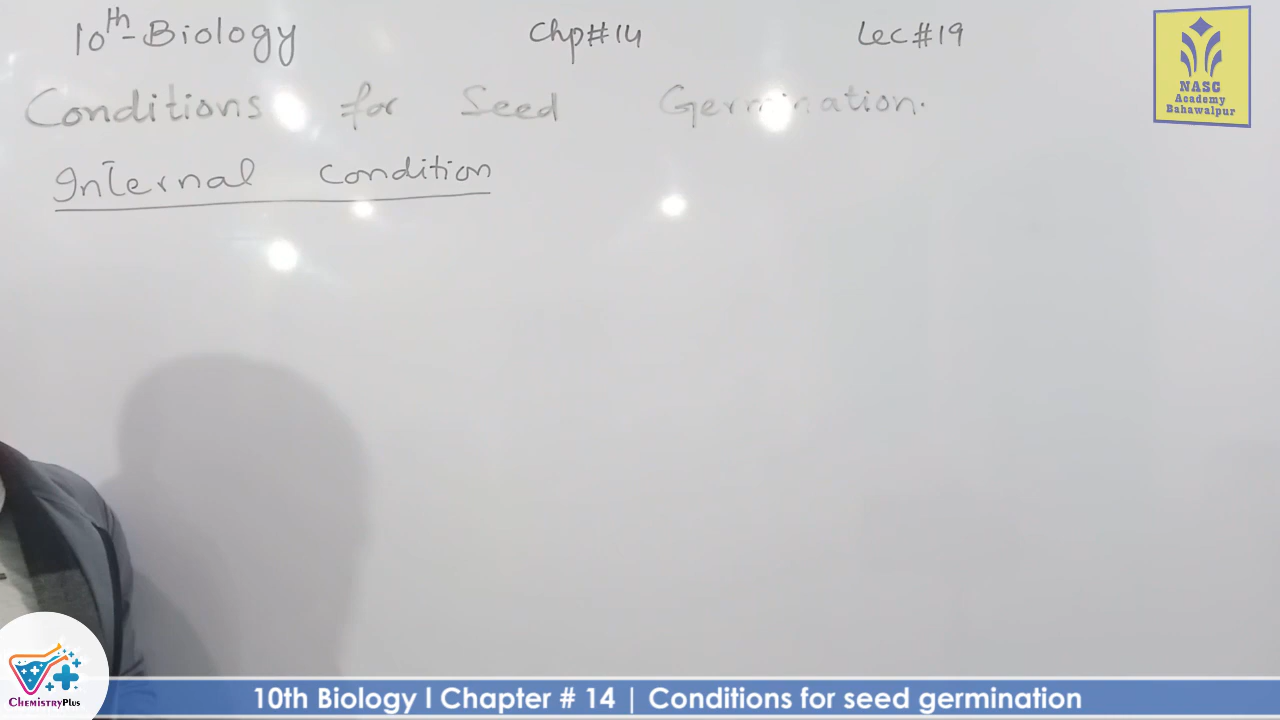 10th-Biology Chp#14 Lec#19
NASC
Academy
Bahawalpur
Conditions for Seed Germination.
Internal Condition
CHEMISTRYPLUS
10th Biology l Chapter # 14 | Conditions for seed germination